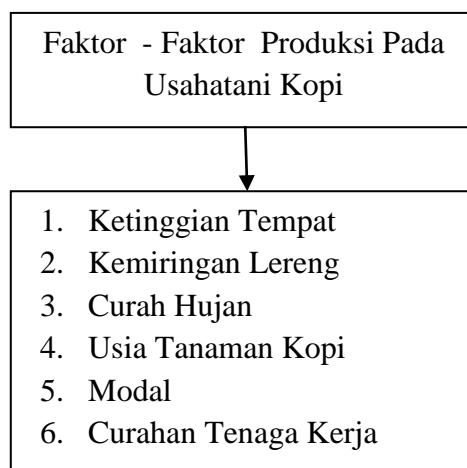 Faktor - Faktor Produksi Pada
Usahatani Kopi
1. Ketinggian Tempat
2. Kemiringan Lereng
3. Curah Hujan
4. Usia Tanaman Kopi
5. Modal
6. Curahan Tenaga Kerja